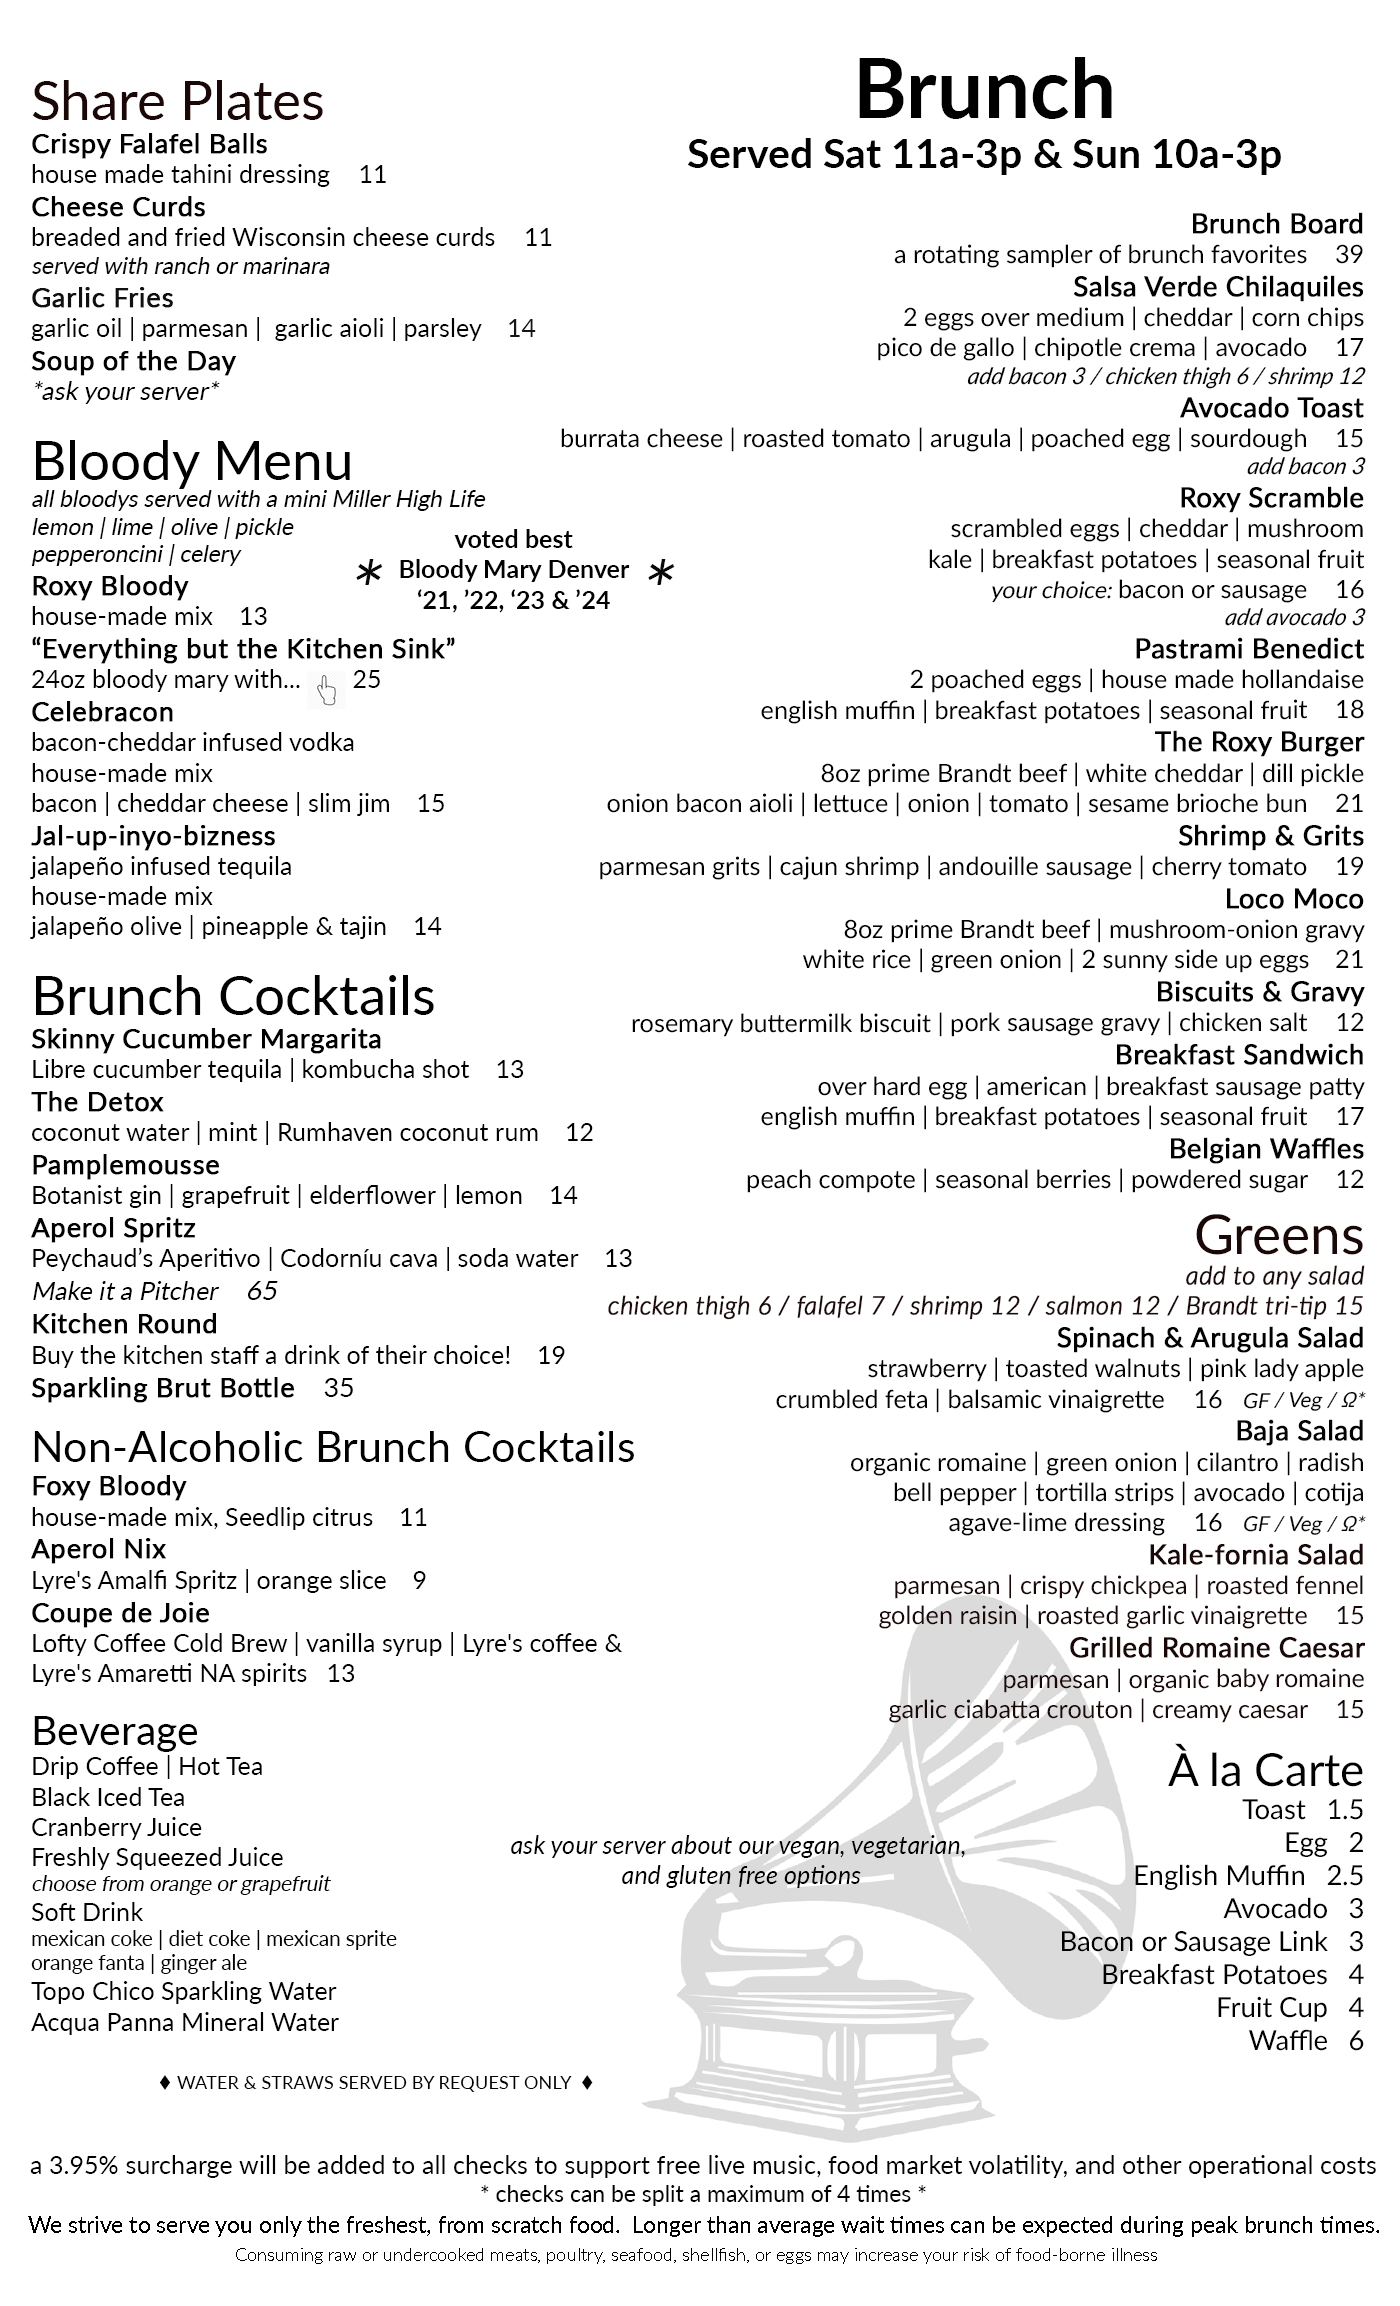 Share Plates
Crispy Falafel Balls
house made tahini dressing 11
Cheese Curds
breaded and fried Wisconsin cheese curds 11
served with ranch or marinara
Garlic Fries
garlic oil | parmesan | garlic aioli | parsley 14
Soup of the Day
*ask your server*
Bloody Menu
all bloodys served with a mini Miller High Life
lemon | lime | olive | pickle
pepperoncini | celery
voted best
* Bloody Mary Denver *
‘21, ’22, ‘23 & ’24
Roxy Bloody
house-made mix 13
“Everything but the Kitchen Sink”
24oz bloody mary with... 25
Celebracon
bacon-cheddar infused vodka
house-made mix
bacon | cheddar cheese | slim jim 15
Jal-up-inyo-bizness
jalapeño infused tequila
house-made mix
jalapeño olive | pineapple & tajin 14
Brunch Cocktails
Skinny Cucumber Margarita
Libre cucumber tequila | kombucha shot 13
The Detox
coconut water | mint | Rumhaven coconut rum 12
Pamplemousse
Botanist gin | grapefruit | elderflower | lemon 14
Aperol Spritz
Peychaud’s Aperitivo | Codorníu cava | soda water 13
Make it a Pitcher 65
Kitchen Round
Buy the kitchen staff a drink of their choice! 19
Sparkling Brut Bottle 35
Non-Alcoholic Brunch Cocktails
Foxy Bloody
house-made mix, Seedlip citrus 11
Aperol Nix
Lyre's Amalfi Spritz | orange slice 9
Coupe de Joie
Lofty Coffee Cold Brew | vanilla syrup | Lyre's coffee &
Lyre's Amaretti NA spirits 13
Beverage
Drip Coffee | Hot Tea
Black Iced Tea
Cranberry Juice
Freshly Squeezed Juice
choose from orange or grapefruit
Soft Drink
mexican coke | diet coke | mexican sprite
orange fanta | ginger ale
Topo Chico Sparkling Water
Acqua Panna Mineral Water
♦ WATER & STRAWS SERVED BY REQUEST ONLY ♦
Brunch
Served Sat 11a-3p & Sun 10a-3p
Brunch Board
a rotating sampler of brunch favorites 39
Salsa Verde Chilaquiles
2 eggs over medium | cheddar | corn chips
pico de gallo | chipotle crema | avocado 17
add bacon 3 / chicken thigh 6 / shrimp 12
Avocado Toast
burrata cheese | roasted tomato | arugula | poached egg | sourdough 15
add bacon 3
Roxy Scramble
scrambled eggs | cheddar | mushroom
kale | breakfast potatoes | seasonal fruit
your choice: bacon or sausage 16
add avocado 3
Pastrami Benedict
2 poached eggs | house made hollandaise
english muffin | breakfast potatoes | seasonal fruit 18
The Roxy Burger
8oz prime Brandt beef | white cheddar | dill pickle
onion bacon aioli | lettuce | onion | tomato | sesame brioche bun 21
Shrimp & Grits
parmesan grits | cajun shrimp | andouille sausage | cherry tomato 19
Loco Moco
8oz prime Brandt beef | mushroom-onion gravy
white rice | green onion | 2 sunny side up eggs 21
Biscuits & Gravy
rosemary buttermilk biscuit | pork sausage gravy | chicken salt 12
Breakfast Sandwich
over hard egg | american | breakfast sausage patty
english muffin | breakfast potatoes | seasonal fruit 17
Belgian Waffles
peach compote | seasonal berries | powdered sugar 12
Greens
add to any salad
chicken thigh 6 / falafel 7 / shrimp 12 / salmon 12 / Brandt tri-tip 15
Spinach & Arugula Salad
strawberry | toasted walnuts | pink lady apple
crumbled feta | balsamic vinaigrette 16 GF / Veg / Ω*
Baja Salad
organic romaine | green onion | cilantro | radish
bell pepper | tortilla strips | avocado | cotija
agave-lime dressing 16 GF / Veg / Ω*
Kale-fornia Salad
parmesan | crispy chickpea | roasted fennel
golden raisin | roasted garlic vinaigrette 15
Grilled Romaine Caesar
parmesan | organic baby romaine
garlic ciabatta crouton | creamy caesar 15
À la Carte
Toast 1.5
Egg 2
English Muffin 2.5
Avocado 3
Bacon or Sausage Link 3
Breakfast Potatoes 4
Fruit Cup 4
Waffle 6
ask your server about our vegan, vegetarian,
and gluten free options
a 3.95% surcharge will be added to all checks to support free live music, food market volatility, and other operational costs
* checks can be split a maximum of 4 times *
We strive to serve you only the freshest, from scratch food. Longer than average wait times can be expected during peak brunch times.
Consuming raw or undercooked meats, poultry, seafood, shellfish, or eggs may increase your risk of food-borne illness